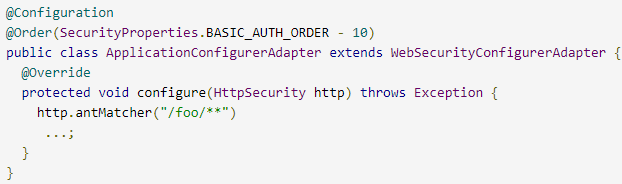 @Configuration
@Order(SecurityProperties.BASIC_AUTH_ORDER - 10)
public class ApplicationConfigurerAdapter extends WebSecurityConfigurerAdapter {
  @Override
  protected void configure(HttpSecurity http) throws Exception {
    http.antMatcher("/foo/**")
     ...;
  }
}